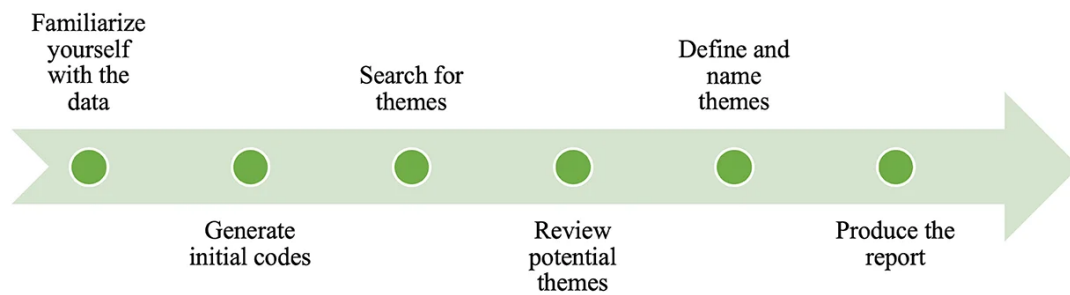 Familiarize
yourself
with the
data
Generate
initial codes
Search for
themes
Review
potential
themes
Define and
name
themes
Produce the
report